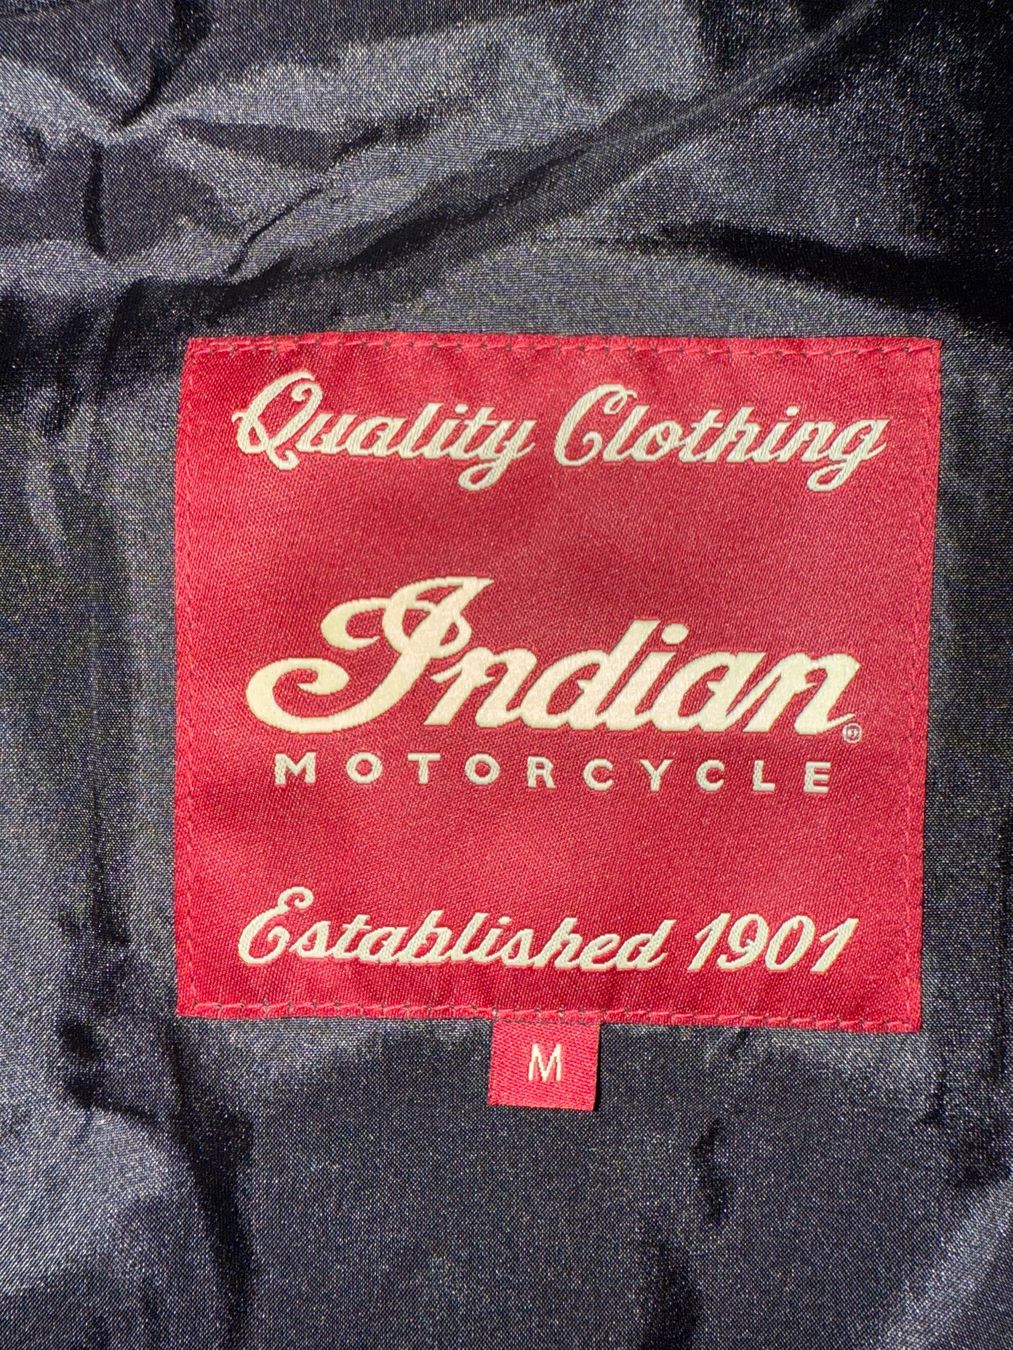 Quality Clothing
Indian®
MOTORCYCLE
Established 1901
M